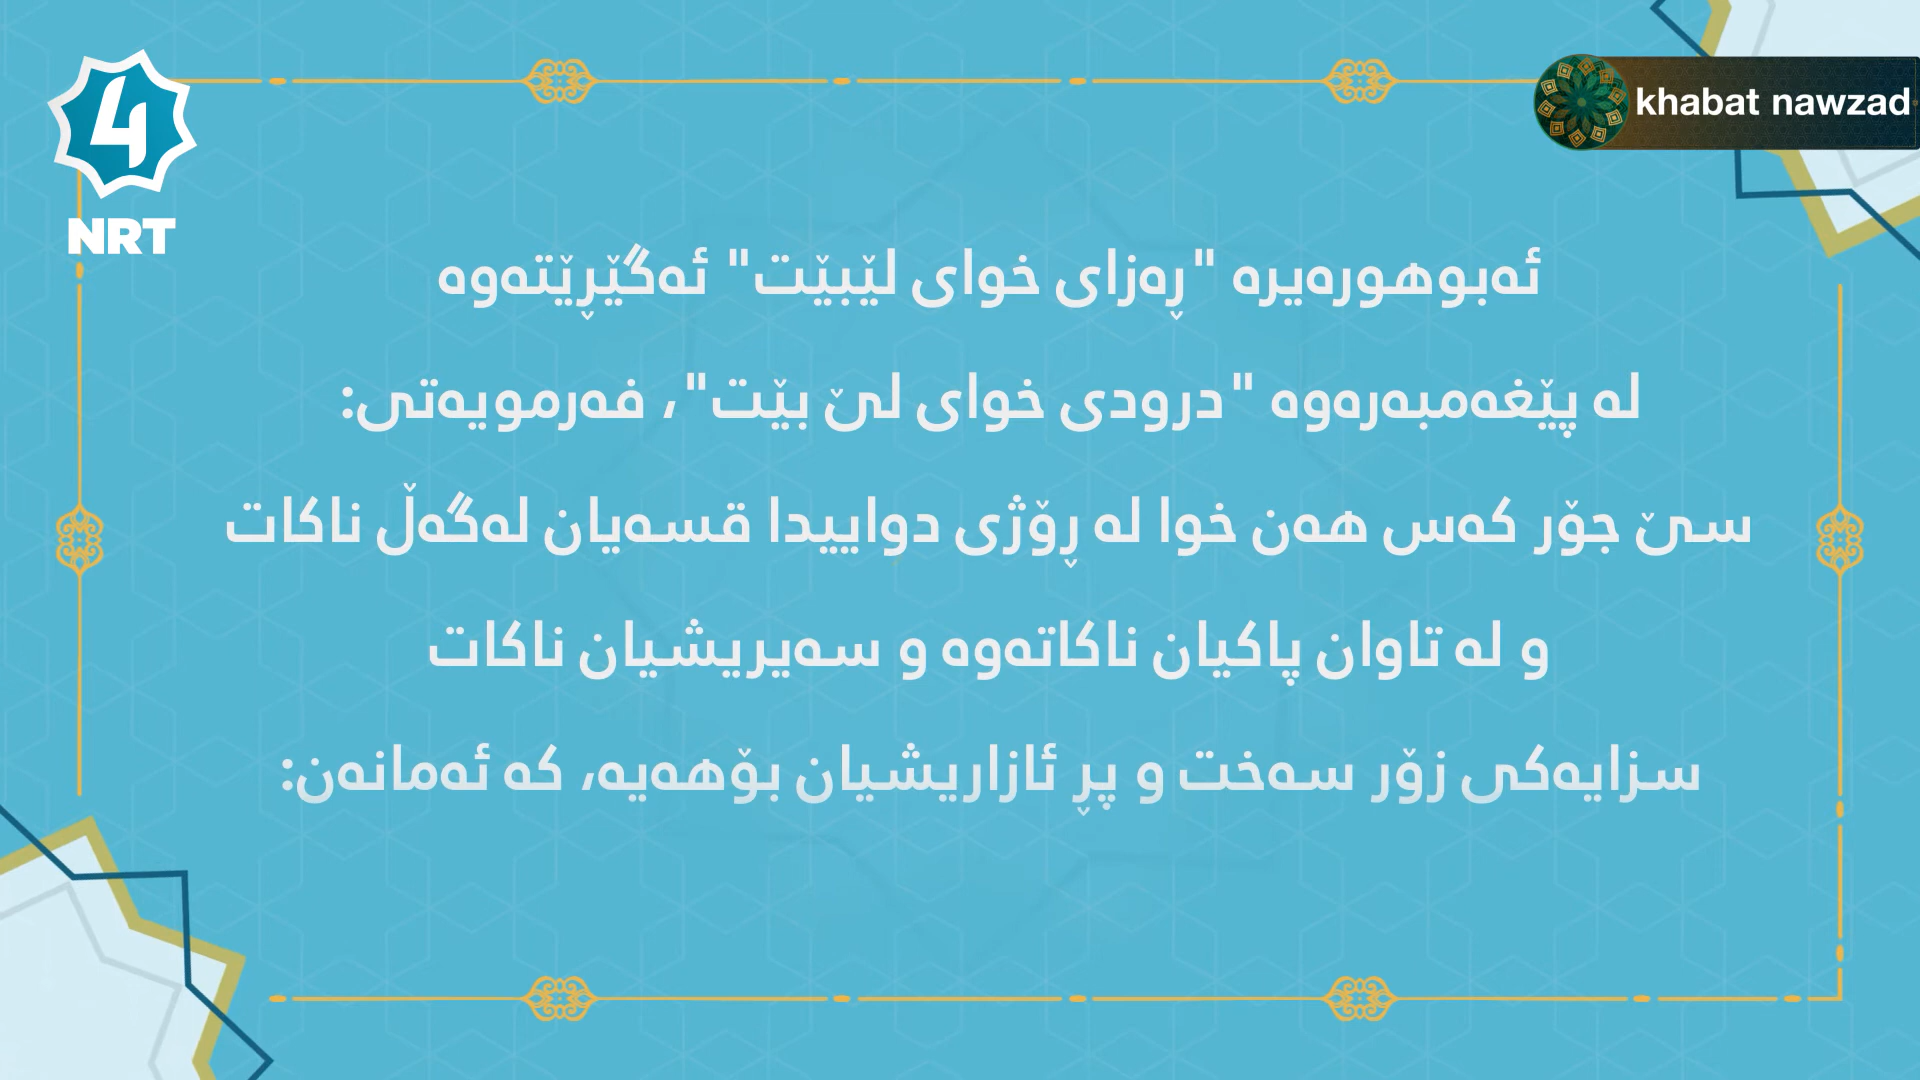 4
NRT
khabat nawzad
ئەبوهورەیرە "ڕەزای خوای لێبێت" ئەگێڕێتەوە
لە پێغەمبەرەوە "درودی خوای لێ بێت"، فەرمویەتی:
سێ جۆر کەس هەن خوا لە ڕۆژی دواییدا قسەیان لەگەڵ ناکات
و لە تاوان پاکیان ناکاتەوە و سەیریشیان ناکات
سزایەکی زۆر سەخت و پڕ ئازاریشیان بۆهەیە، کە ئەمانەن: